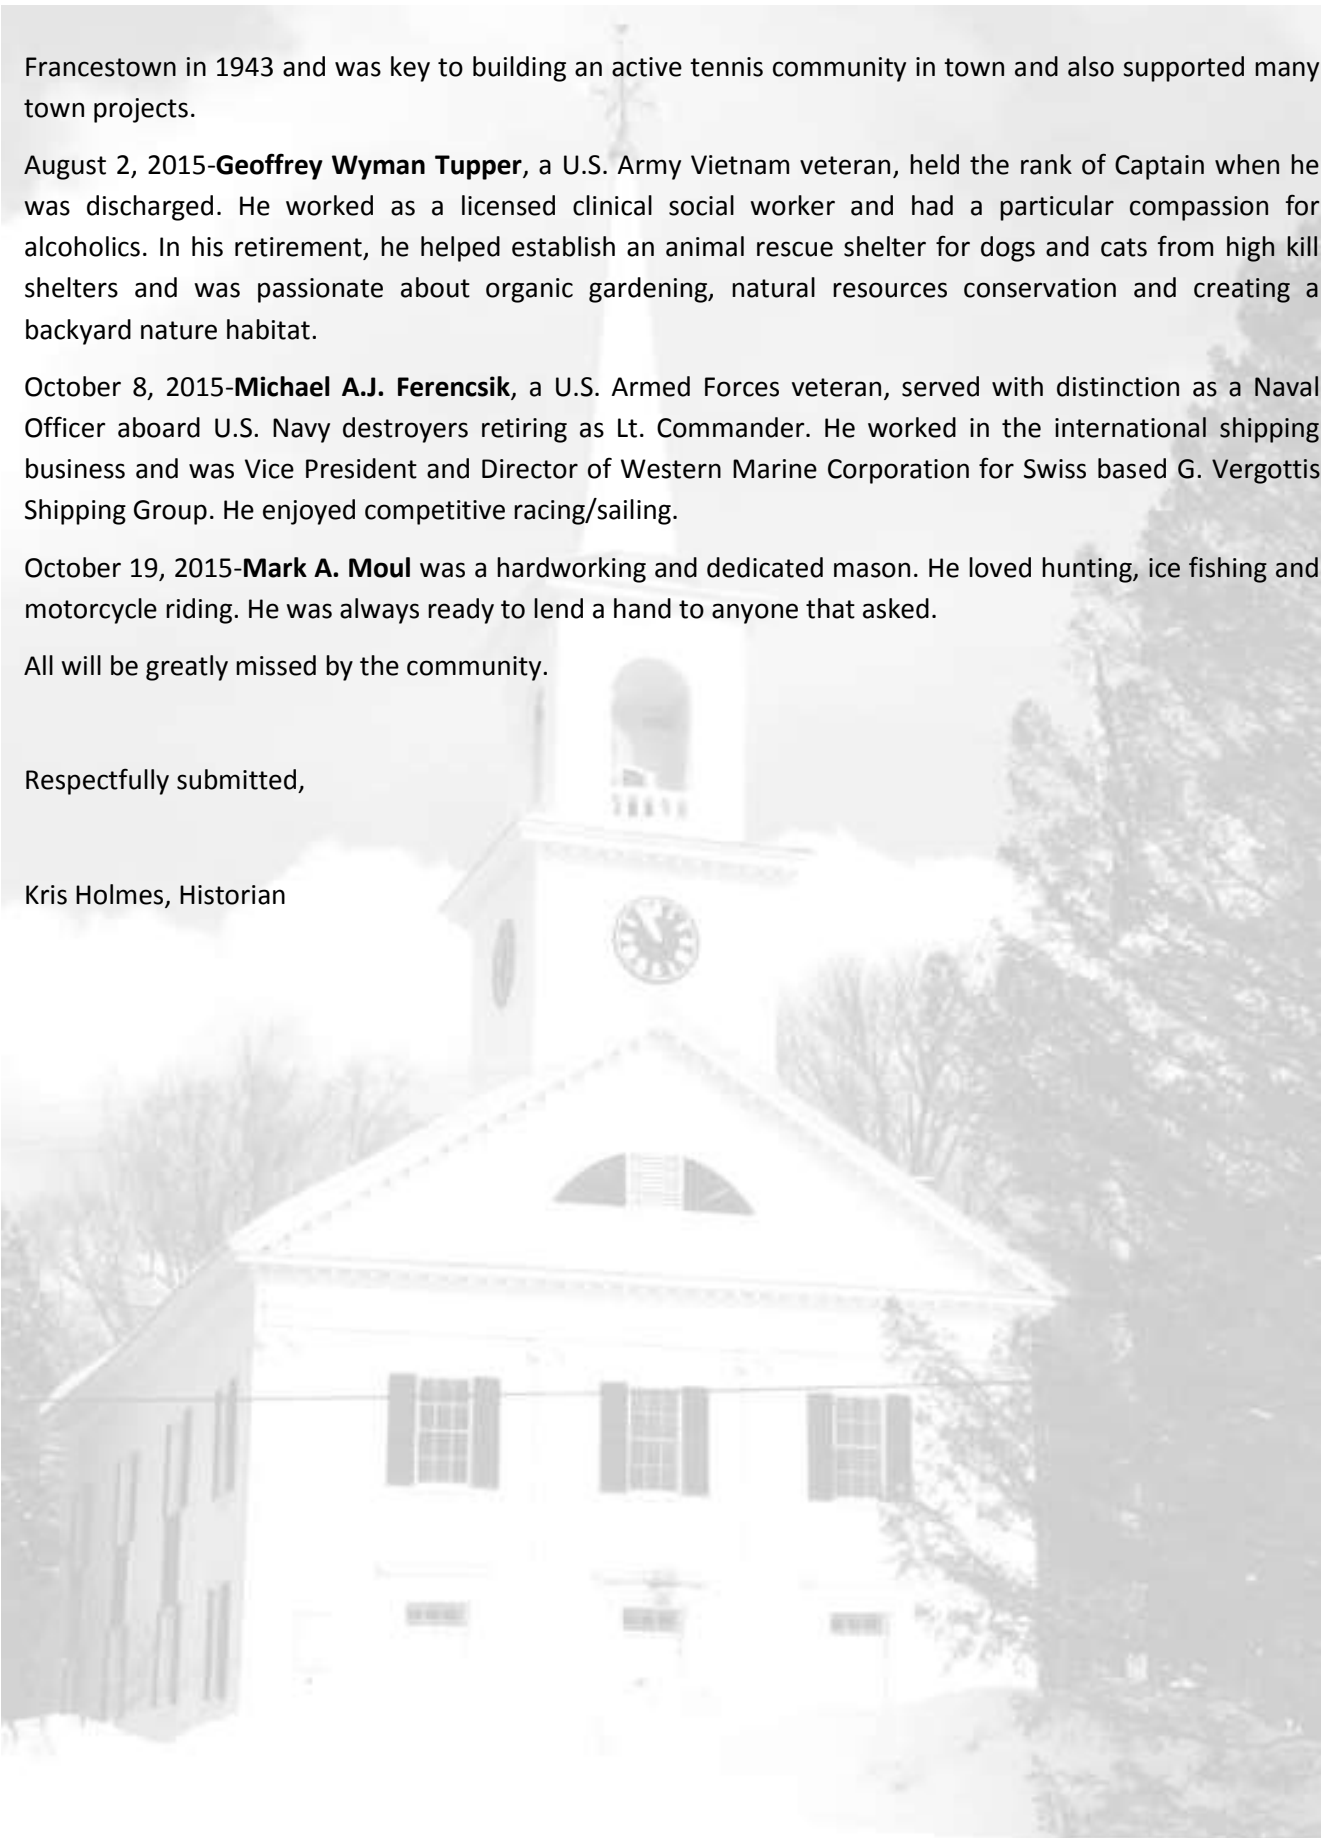 Francestown in 1943 and was key to building an active tennis community in town and also supported many
town projects.
August 2, 2015-Geoffrey Wyman Tupper, a U.S. Army Vietnam veteran, held the rank of Captain when he
was discharged. He worked as a licensed clinical social worker and had a particular compassion for
alcoholics. In his retirement, he helped establish an animal rescue shelter for dogs and cats from high kill
shelters and was passionate about organic gardening, natural resources conservation and creating a
backyard nature habitat.
October 8, 2015-Michael A.J. Ferencsik, a U.S. Armed Forces veteran, served with distinction as a Naval
Officer aboard U.S. Navy destroyers retiring as Lt. Commander. He worked in the international shipping
business and was Vice President and Director of Western Marine Corporation for Swiss based G. Vergottis
Shipping Group. He enjoyed competitive racing/sailing.
October 19, 2015-Mark A. Moul was a hardworking and dedicated mason. He loved hunting, ice fishing and
motorcycle riding. He was always ready to lend a hand to anyone that asked.
All will be greatly missed by the community.
Respectfully submitted,
Kris Holmes, Historian